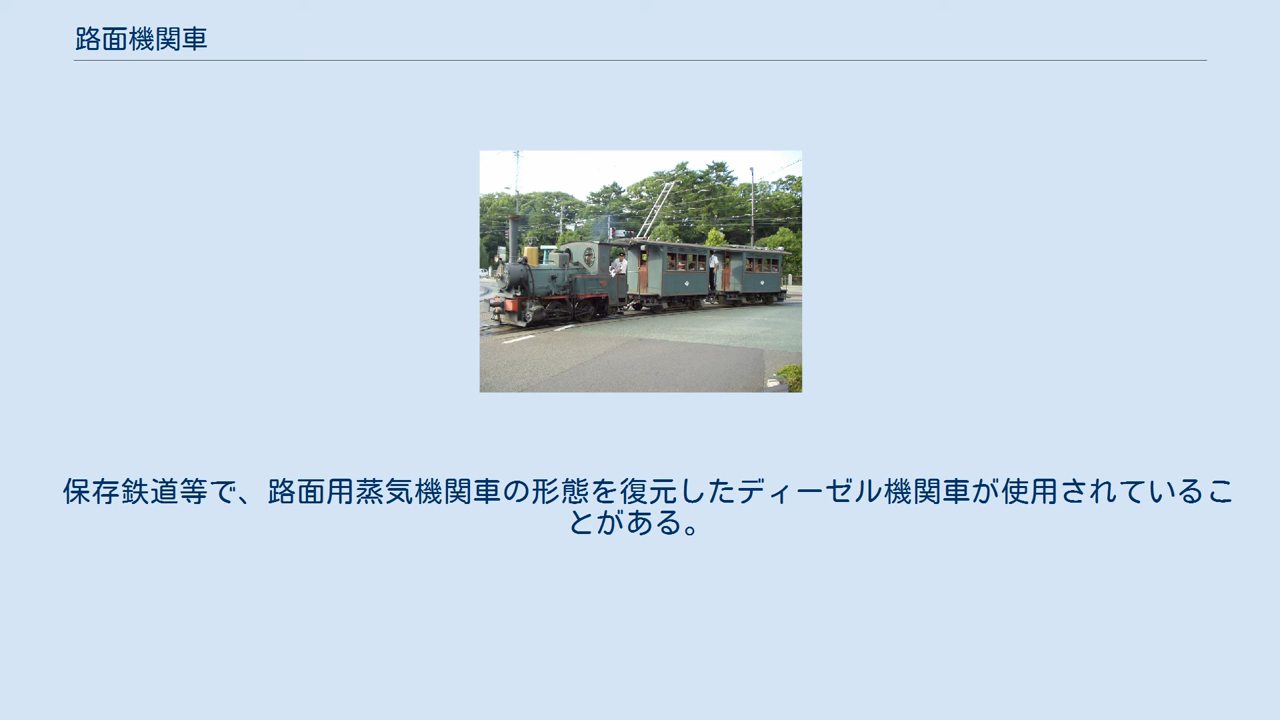 路面機関車
保存鉄道等で、路面用蒸気機関車の形態を復元したディーゼル機関車が使用されているこ
とがある。